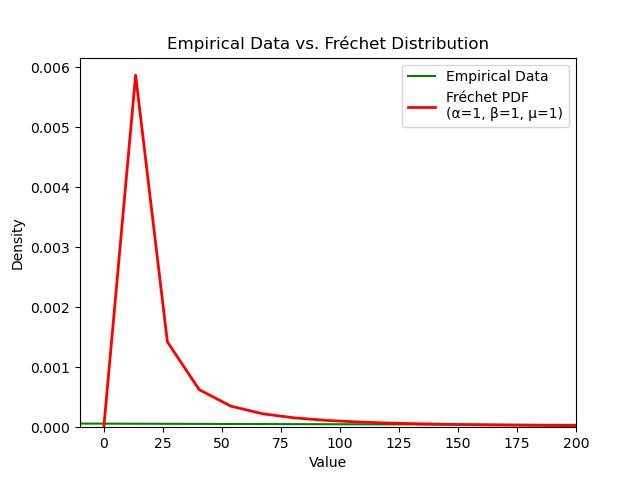 Empirical Data vs. Fréchet Distribution
0.006
0.005
0.004
0.003
0.002
0.001
0.000
Density
Empirical Data
Fréchet PDF
(α=1, β=1, μ=1)
0
25
50
75
100
125
150
175
200
Value